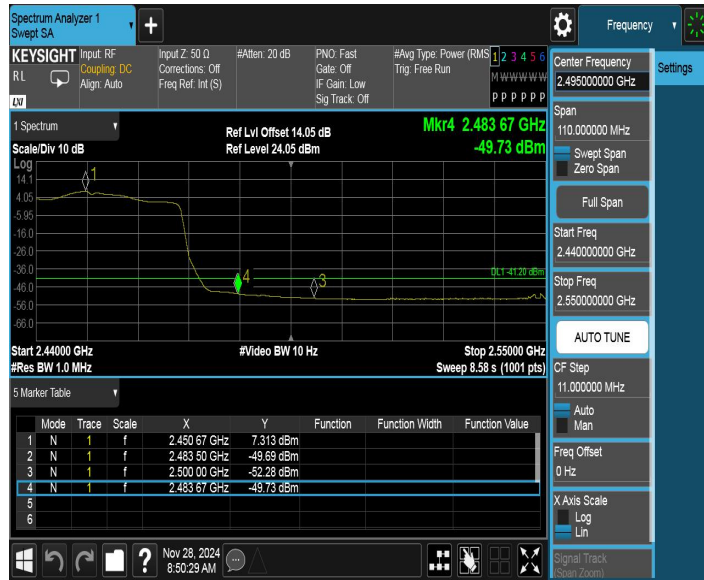 Spectrum Analyzer 1
Swept SA
+
Frequency
KEYSIGHT
RL
LXI
Input: RF
Coupling: DC
Align: Auto
Input Z: 50 Ω
Corrections: Off
Freq Ref: Int (S)
#Atten: 20 dB
PNO: Fast
Gate: Off
IF Gain: Low
Sig Track: Off
#Avg Type: Power (RMS
Trig: Free Run
1 2 3 4 5 6
M W W W W W
P P P P P P
1 Spectrum
Scale/Div 10 dB
Ref Lvl Offset 14.05 dB
Ref Level 24.05 dBm
Mkr4 2.483 67 GHz
-49.73 dBm
Log
14.1
4.05
-5.95
-16.0
-26.0
-36.0
-46.0
-56.0
-66.0
1
4
3
DL1 -41.20 dBm
Start 2.44000 GHz
#Video BW 10 Hz
Stop 2.55000 GHz
#Res BW 1.0 MHz
Sweep 8.58 s (1001 pts)
5 Marker Table
Mode Trace Scale X Y Function Function Width Function Value
1 N 1 f 2.450 67 GHz 7.313 dBm
2 N 1 f 2.483 50 GHz -49.69 dBm
3 N 1 f 2.500 00 GHz -52.28 dBm
4 N 1 f 2.483 67 GHz -49.73 dBm
5
6
?
Nov 28, 2024
8:50:29 AM
Center Frequency
2.495000000 GHz
Settings
Span
110.000000 MHz
Swept Span
Zero Span
Full Span
Start Freq
2.440000000 GHz
Stop Freq
2.550000000 GHz
AUTO TUNE
CF Step
11.000000 MHz
Auto
Man
Freq Offset
0 Hz
X Axis Scale
Log
Lin
Signal Track
(Span Zoom)